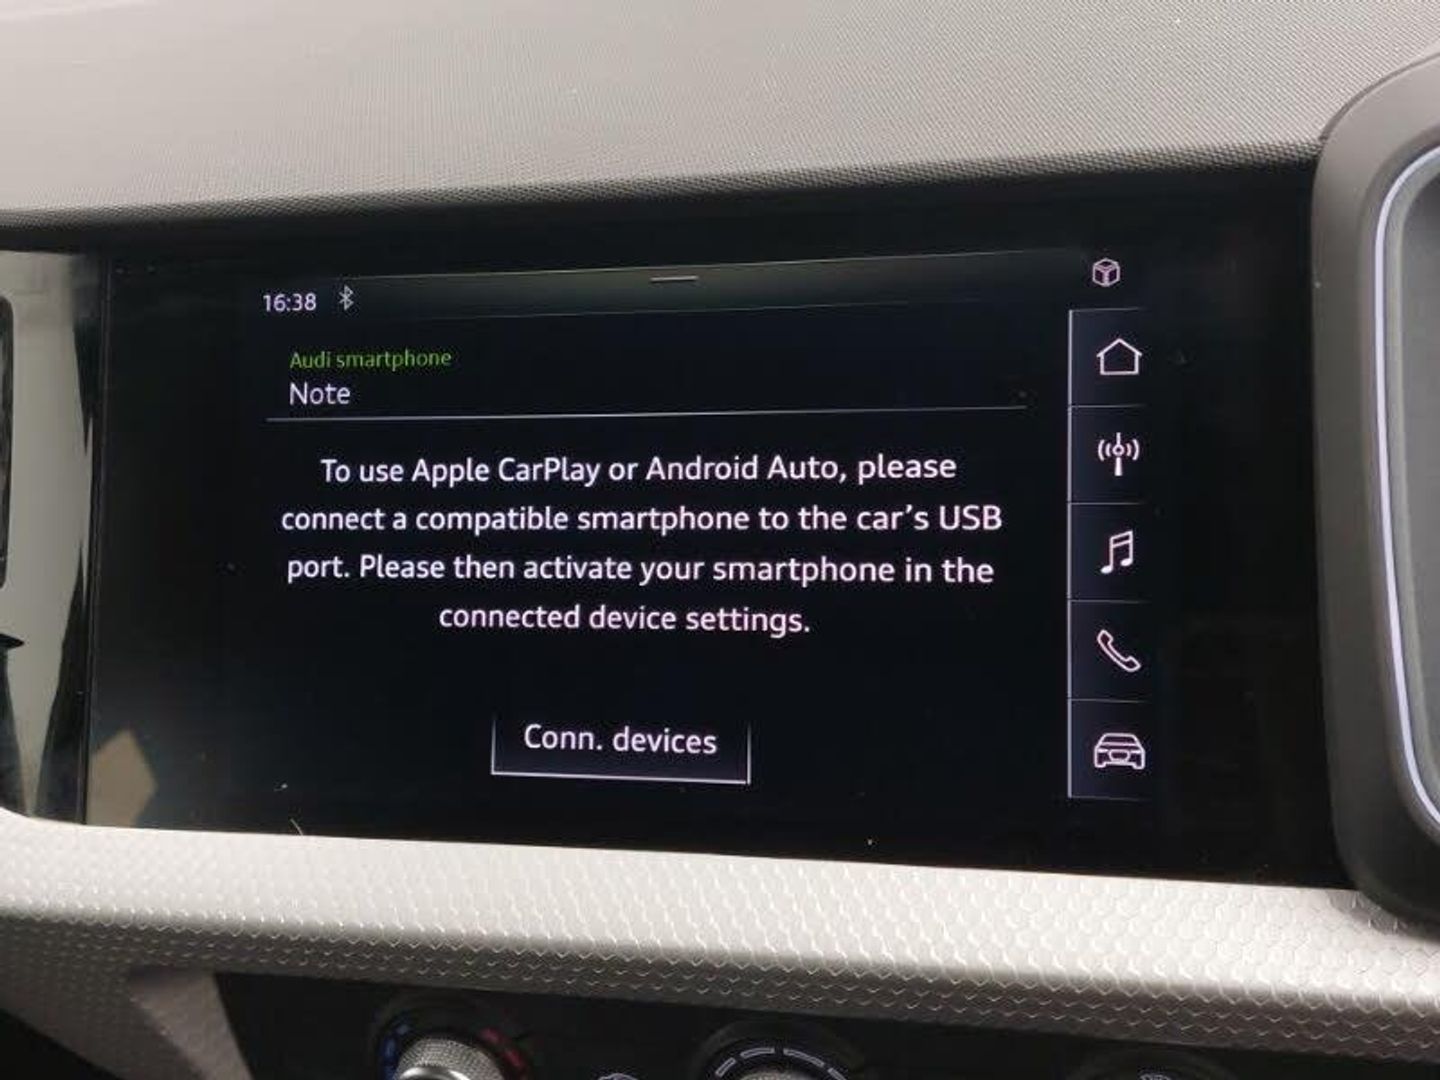 16:38
Audi smartphone
Note
To use Apple CarPlay or Android Auto, please
connect a compatible smartphone to the car's USB
port. Please then activate your smartphone in the
connected device settings.
Conn. devices